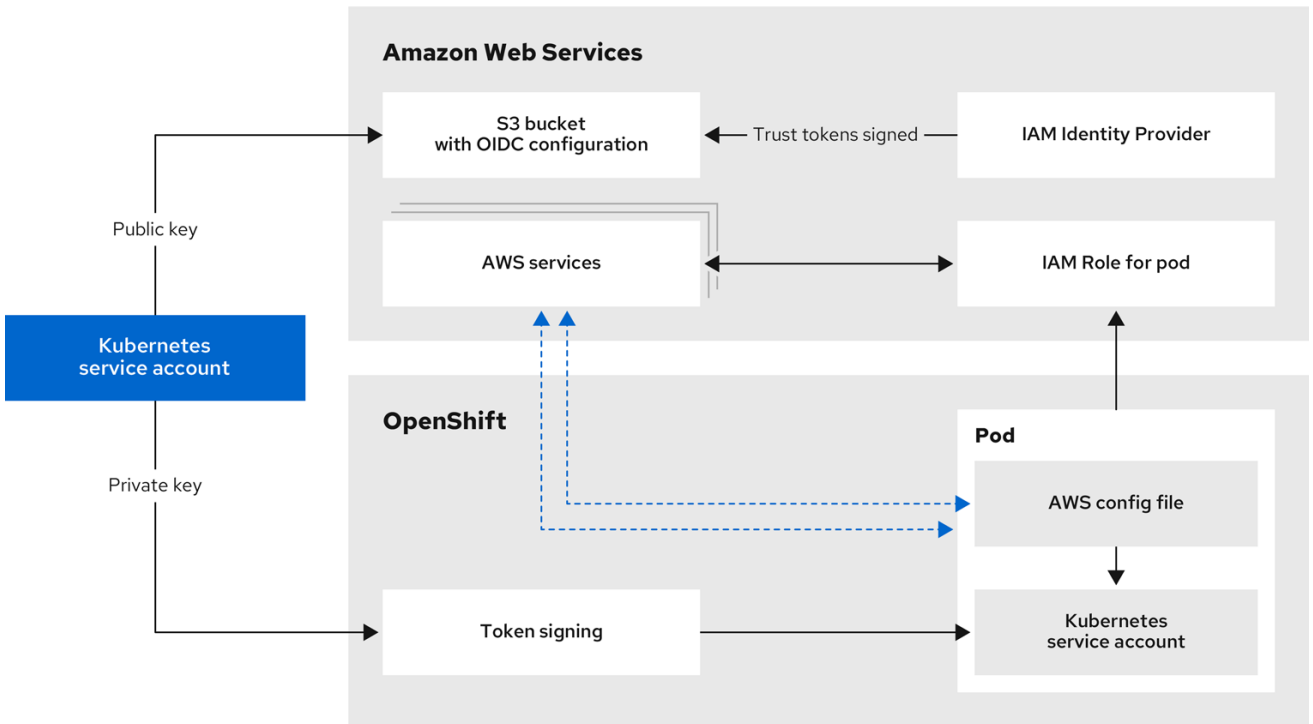 Amazon Web Services
S3 bucket
with OIDC configuration
Trust tokens signed
IAM Identity Provider
Public key
AWS services
IAM Role for pod
Kubernetes
service account
OpenShift
Pod
Private key
AWS config file
Token signing
Kubernetes
service account